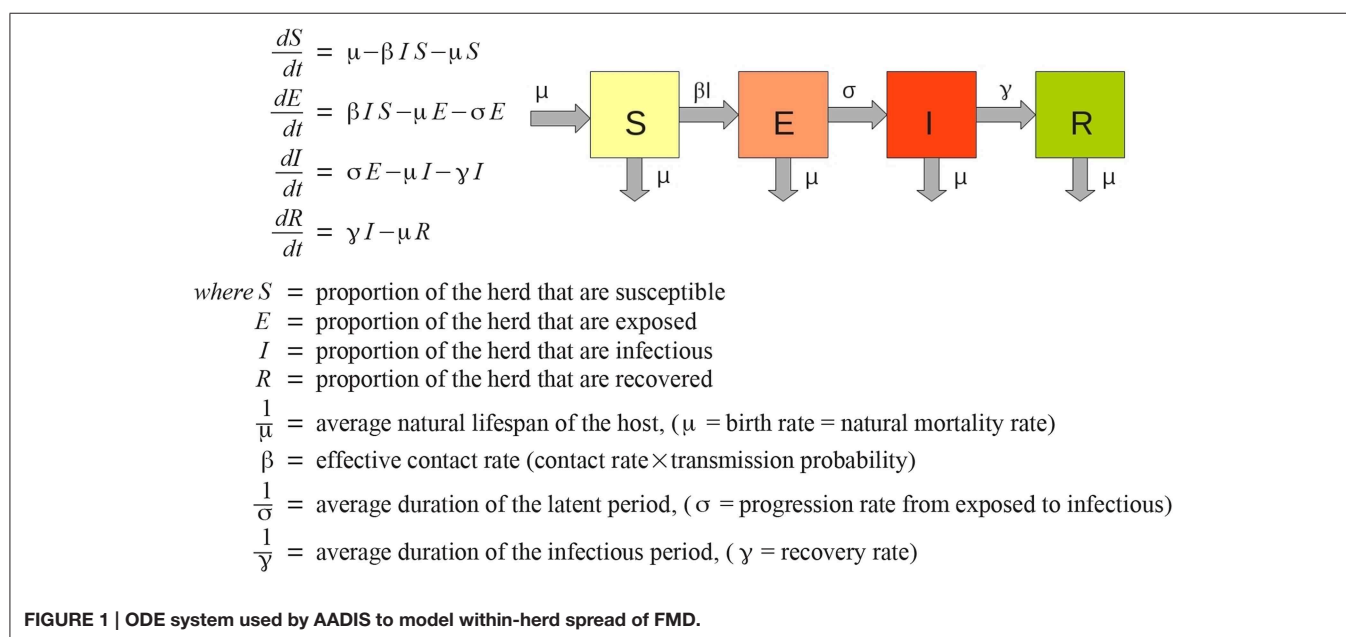 dS/dt = μ−βIS−μS
dE/dt = βIS−μE−σE
dI/dt = σE−μI−γI
dR/dt = γI−μR
μ S βI E σ I γ R
μ μ μ μ
where S = proportion of the herd that are susceptible
E = proportion of the herd that are exposed
I = proportion of the herd that are infectious
R = proportion of the herd that are recovered
1/μ = average natural lifespan of the host, (μ = birth rate = natural mortality rate)
β = effective contact rate (contact rate×transmission probability)
1/σ = average duration of the latent period, (σ = progression rate from exposed to infectious)
1/γ = average duration of the infectious period, (γ = recovery rate)
FIGURE 1 | ODE system used by AADIS to model within-herd spread of FMD.